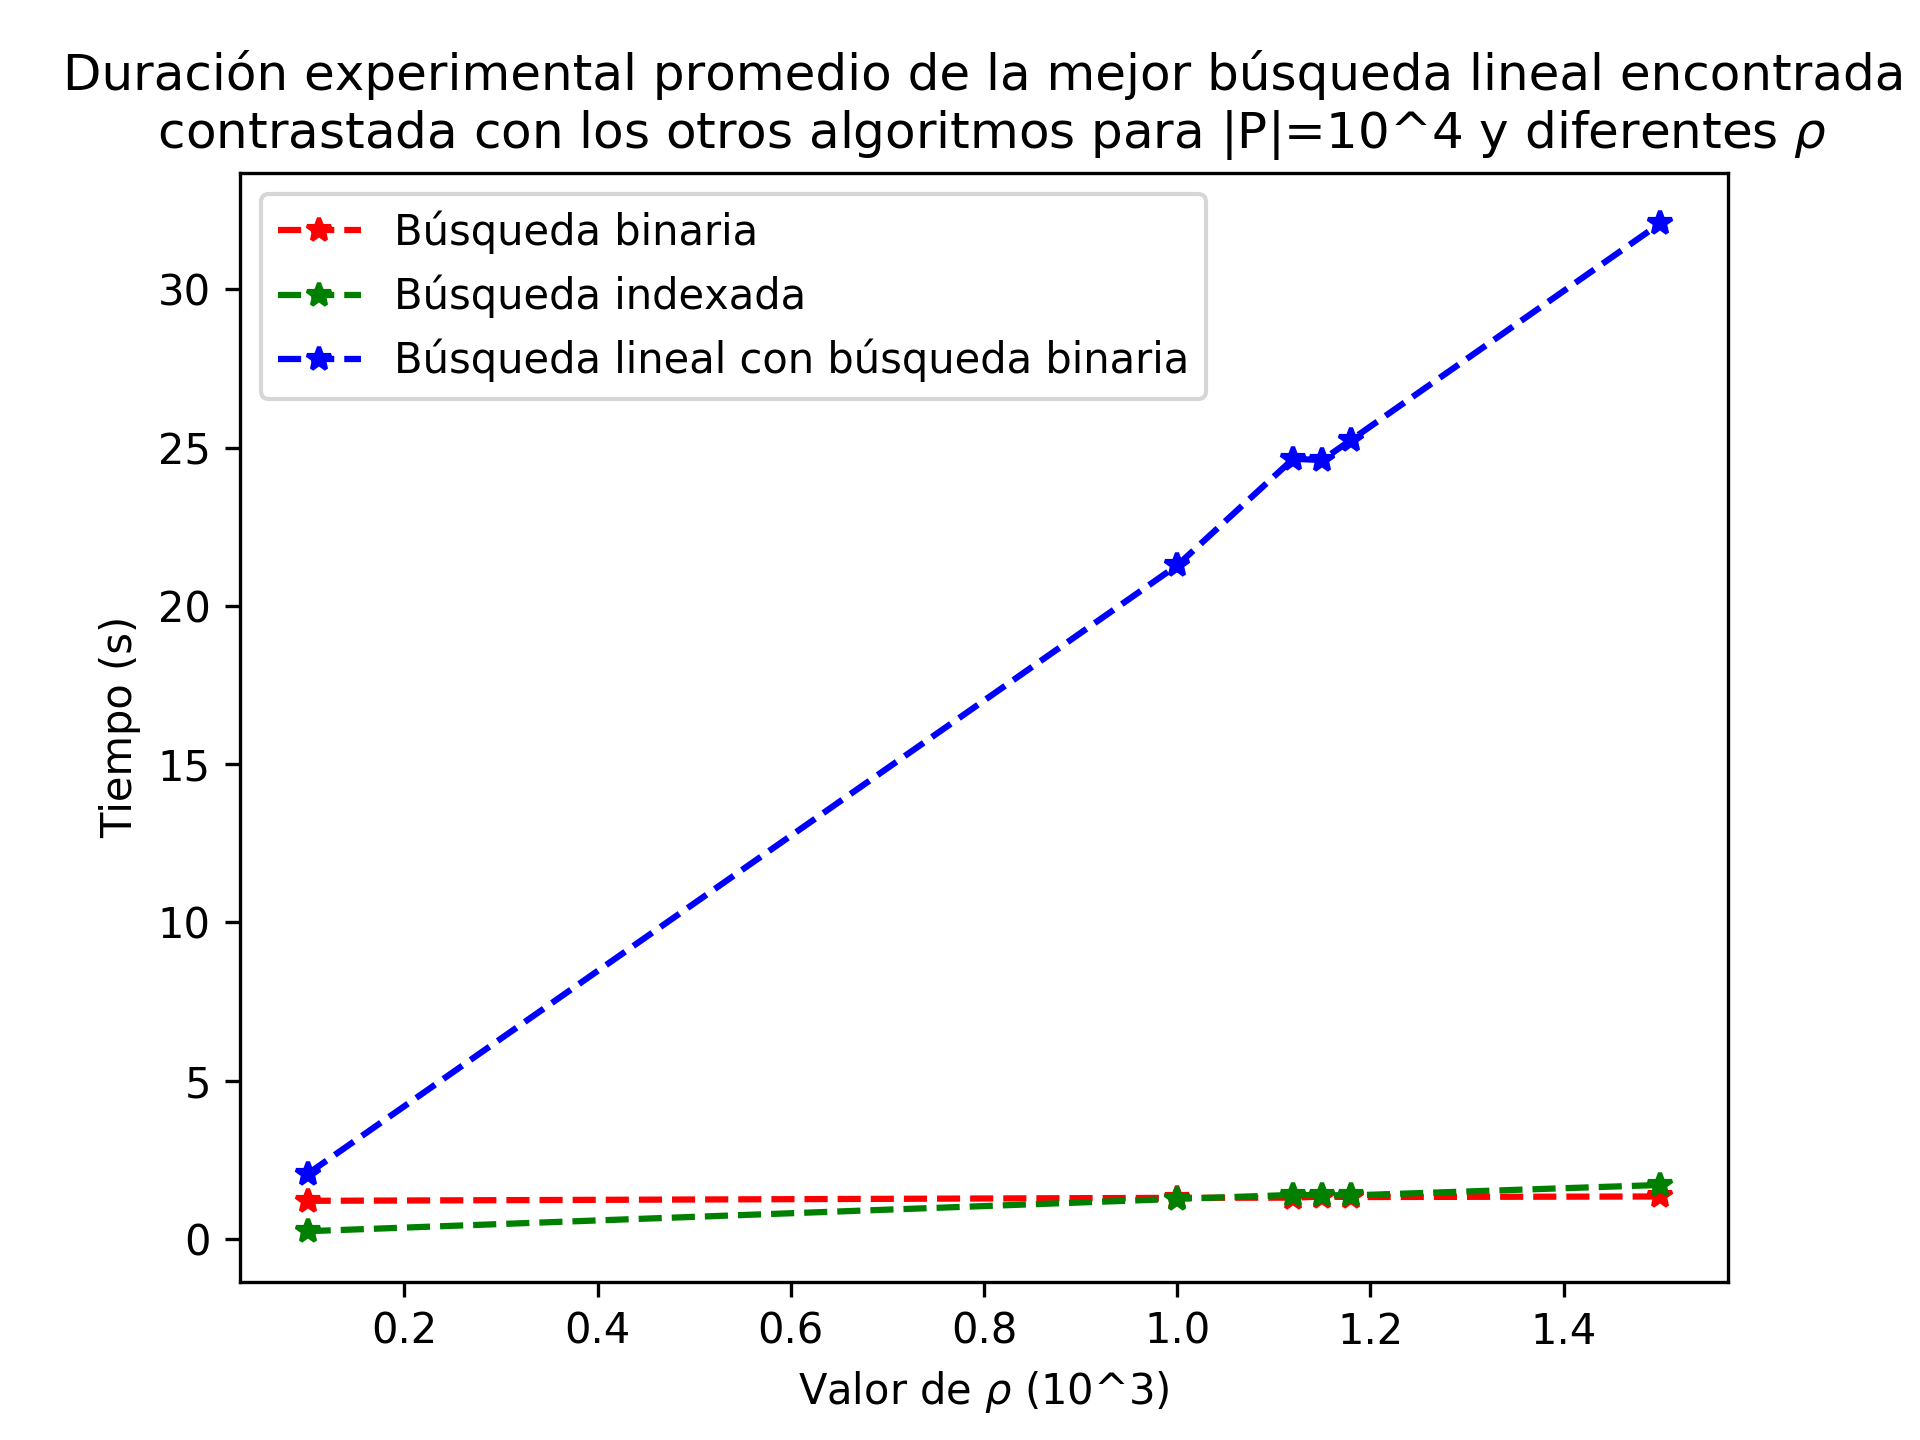 Duración experimental promedio de la mejor búsqueda lineal encontrada
contrastada con los otros algoritmos para |P|=10^4 y diferentes ρ
Búsqueda binaria
Búsqueda indexada
Búsqueda lineal con búsqueda binaria
30
25
20
15
10
5
0
Tiempo (s)
0.2 0.4 0.6 0.8 1.0 1.2 1.4
Valor de ρ (10^3)